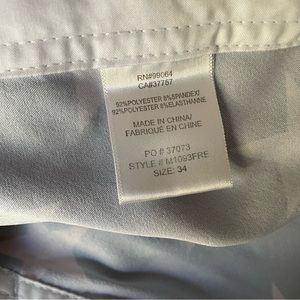 RN#99064
CA#37757
92%POLYESTER 8%SPANDEX/
92%POLYESTER 8%ELASTHANNE
MADE IN CHINA/
FABRIQUÉ EN CHINE
PO # 37073
STYLE # M1093FRE
SIZE: 34